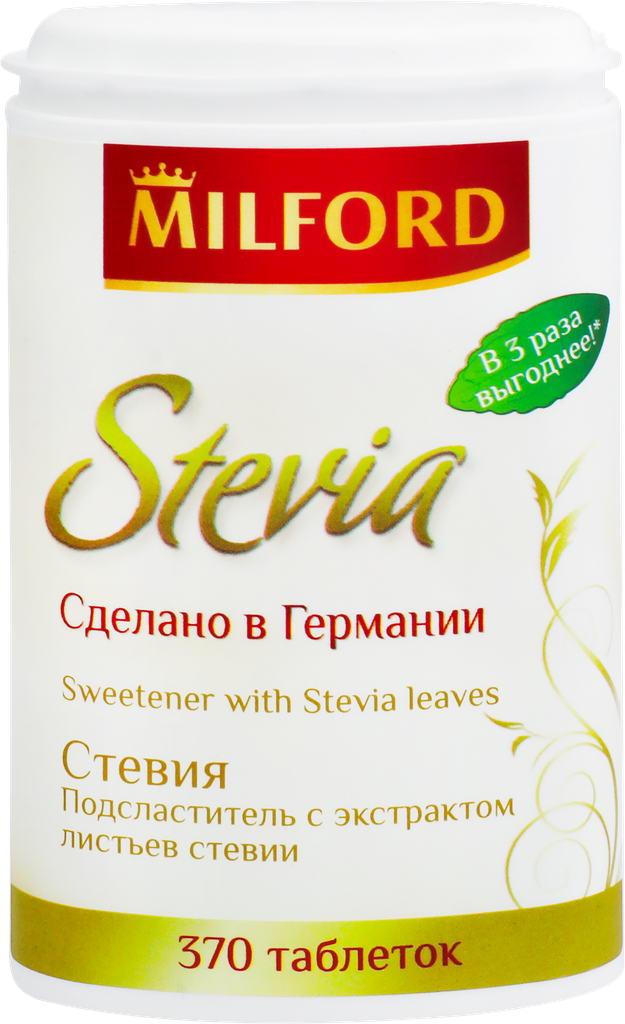 MILFORD
В 3 раза
выгоднее!*
Stevia
Сделано в Германии
Sweetener with Stevia leaves
Стевия
Подсластитель с экстрактом
листьев стевии
370 таблеток